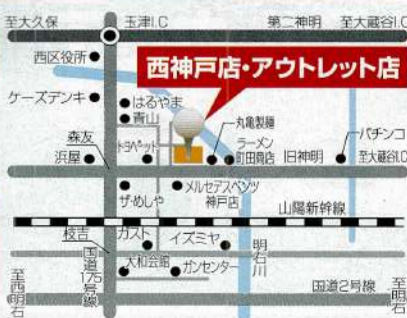 至大久保
玉津I.C
第二神明
至大蔵谷I.C
西区役所
西神戸店・アウトレット店
ケーズデンキ
はるやま
青山
丸亀製麺
森友
トヨペット
ラーメン
町田商店
パチンコ
浜屋
旧神明
至大蔵谷I.C
ザ・めしや
メルセデスベンツ
神戸店
山陽新幹線
枝吉
ガスト
イズミヤ
明石川
国道175号線
大和会館
ガンセンター
国道2号線
至西明石
至明石